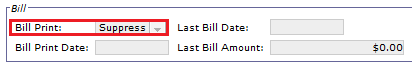 Bill
Bill Print: Suppress Last Bill Date:
Bill Print Date: Last Bill Amount: $0.00